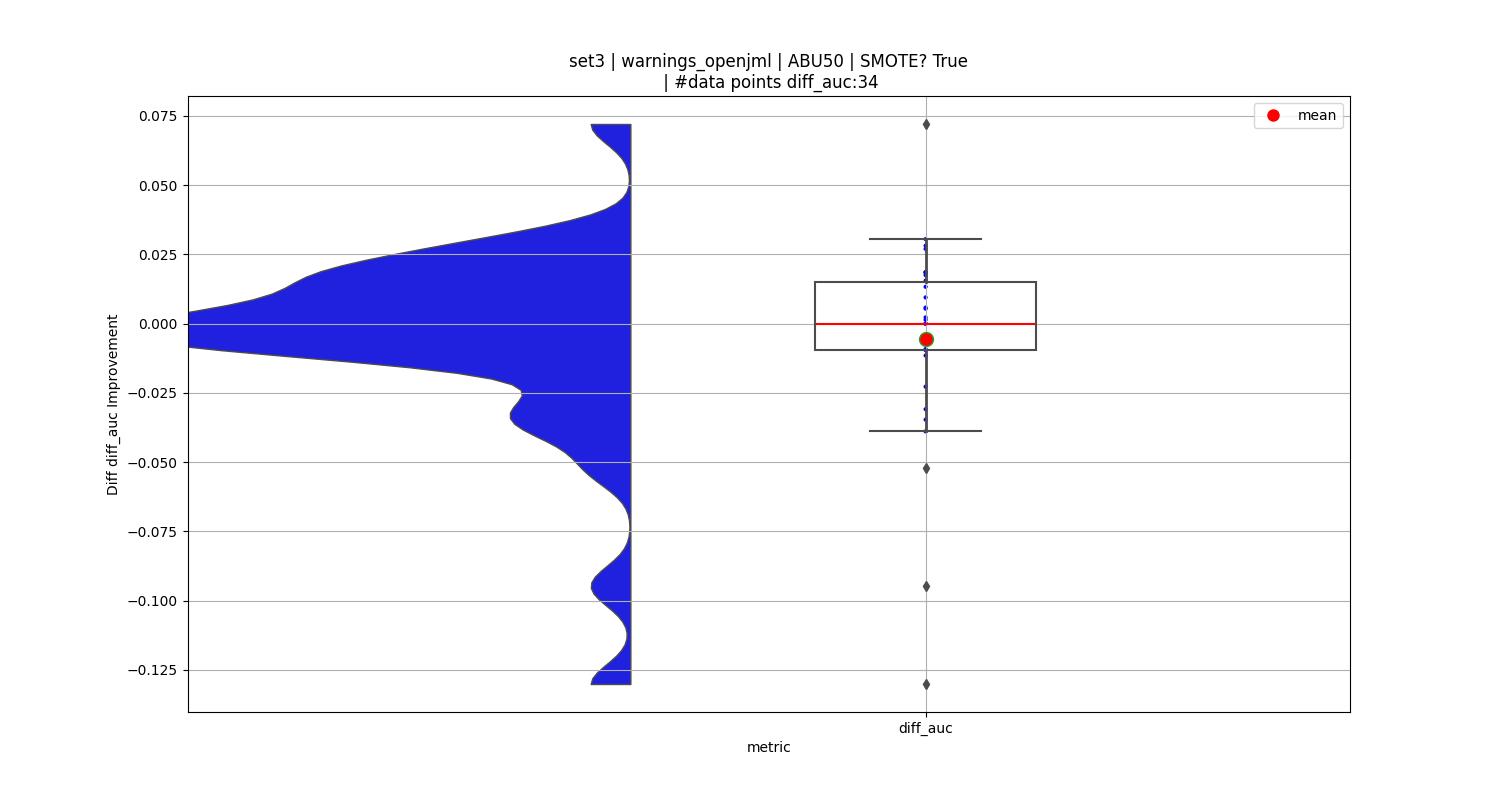 set3 | warnings_openjml | ABU50 | SMOTE? True
| #data points diff_auc:34
mean
0.075
0.050
0.025
0.000
−0.025
−0.050
−0.075
−0.100
−0.125
Diff diff_auc Improvement
diff_auc
metric